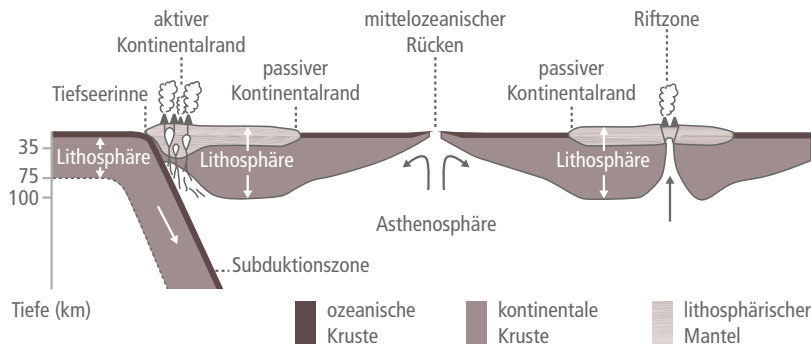 aktiver
Kontinentalrand
mittelozeanischer
Rücken
Riftzone
Tiefseerinne
passiver
Kontinentalrand
passiver
Kontinentalrand
35
75
100
Lithosphäre
Lithosphäre
Lithosphäre
Asthenosphäre
Subduktionszone
Tiefe (km)
ozeanische
Kruste
kontinentale
Kruste
lithosphärischer
Mantel